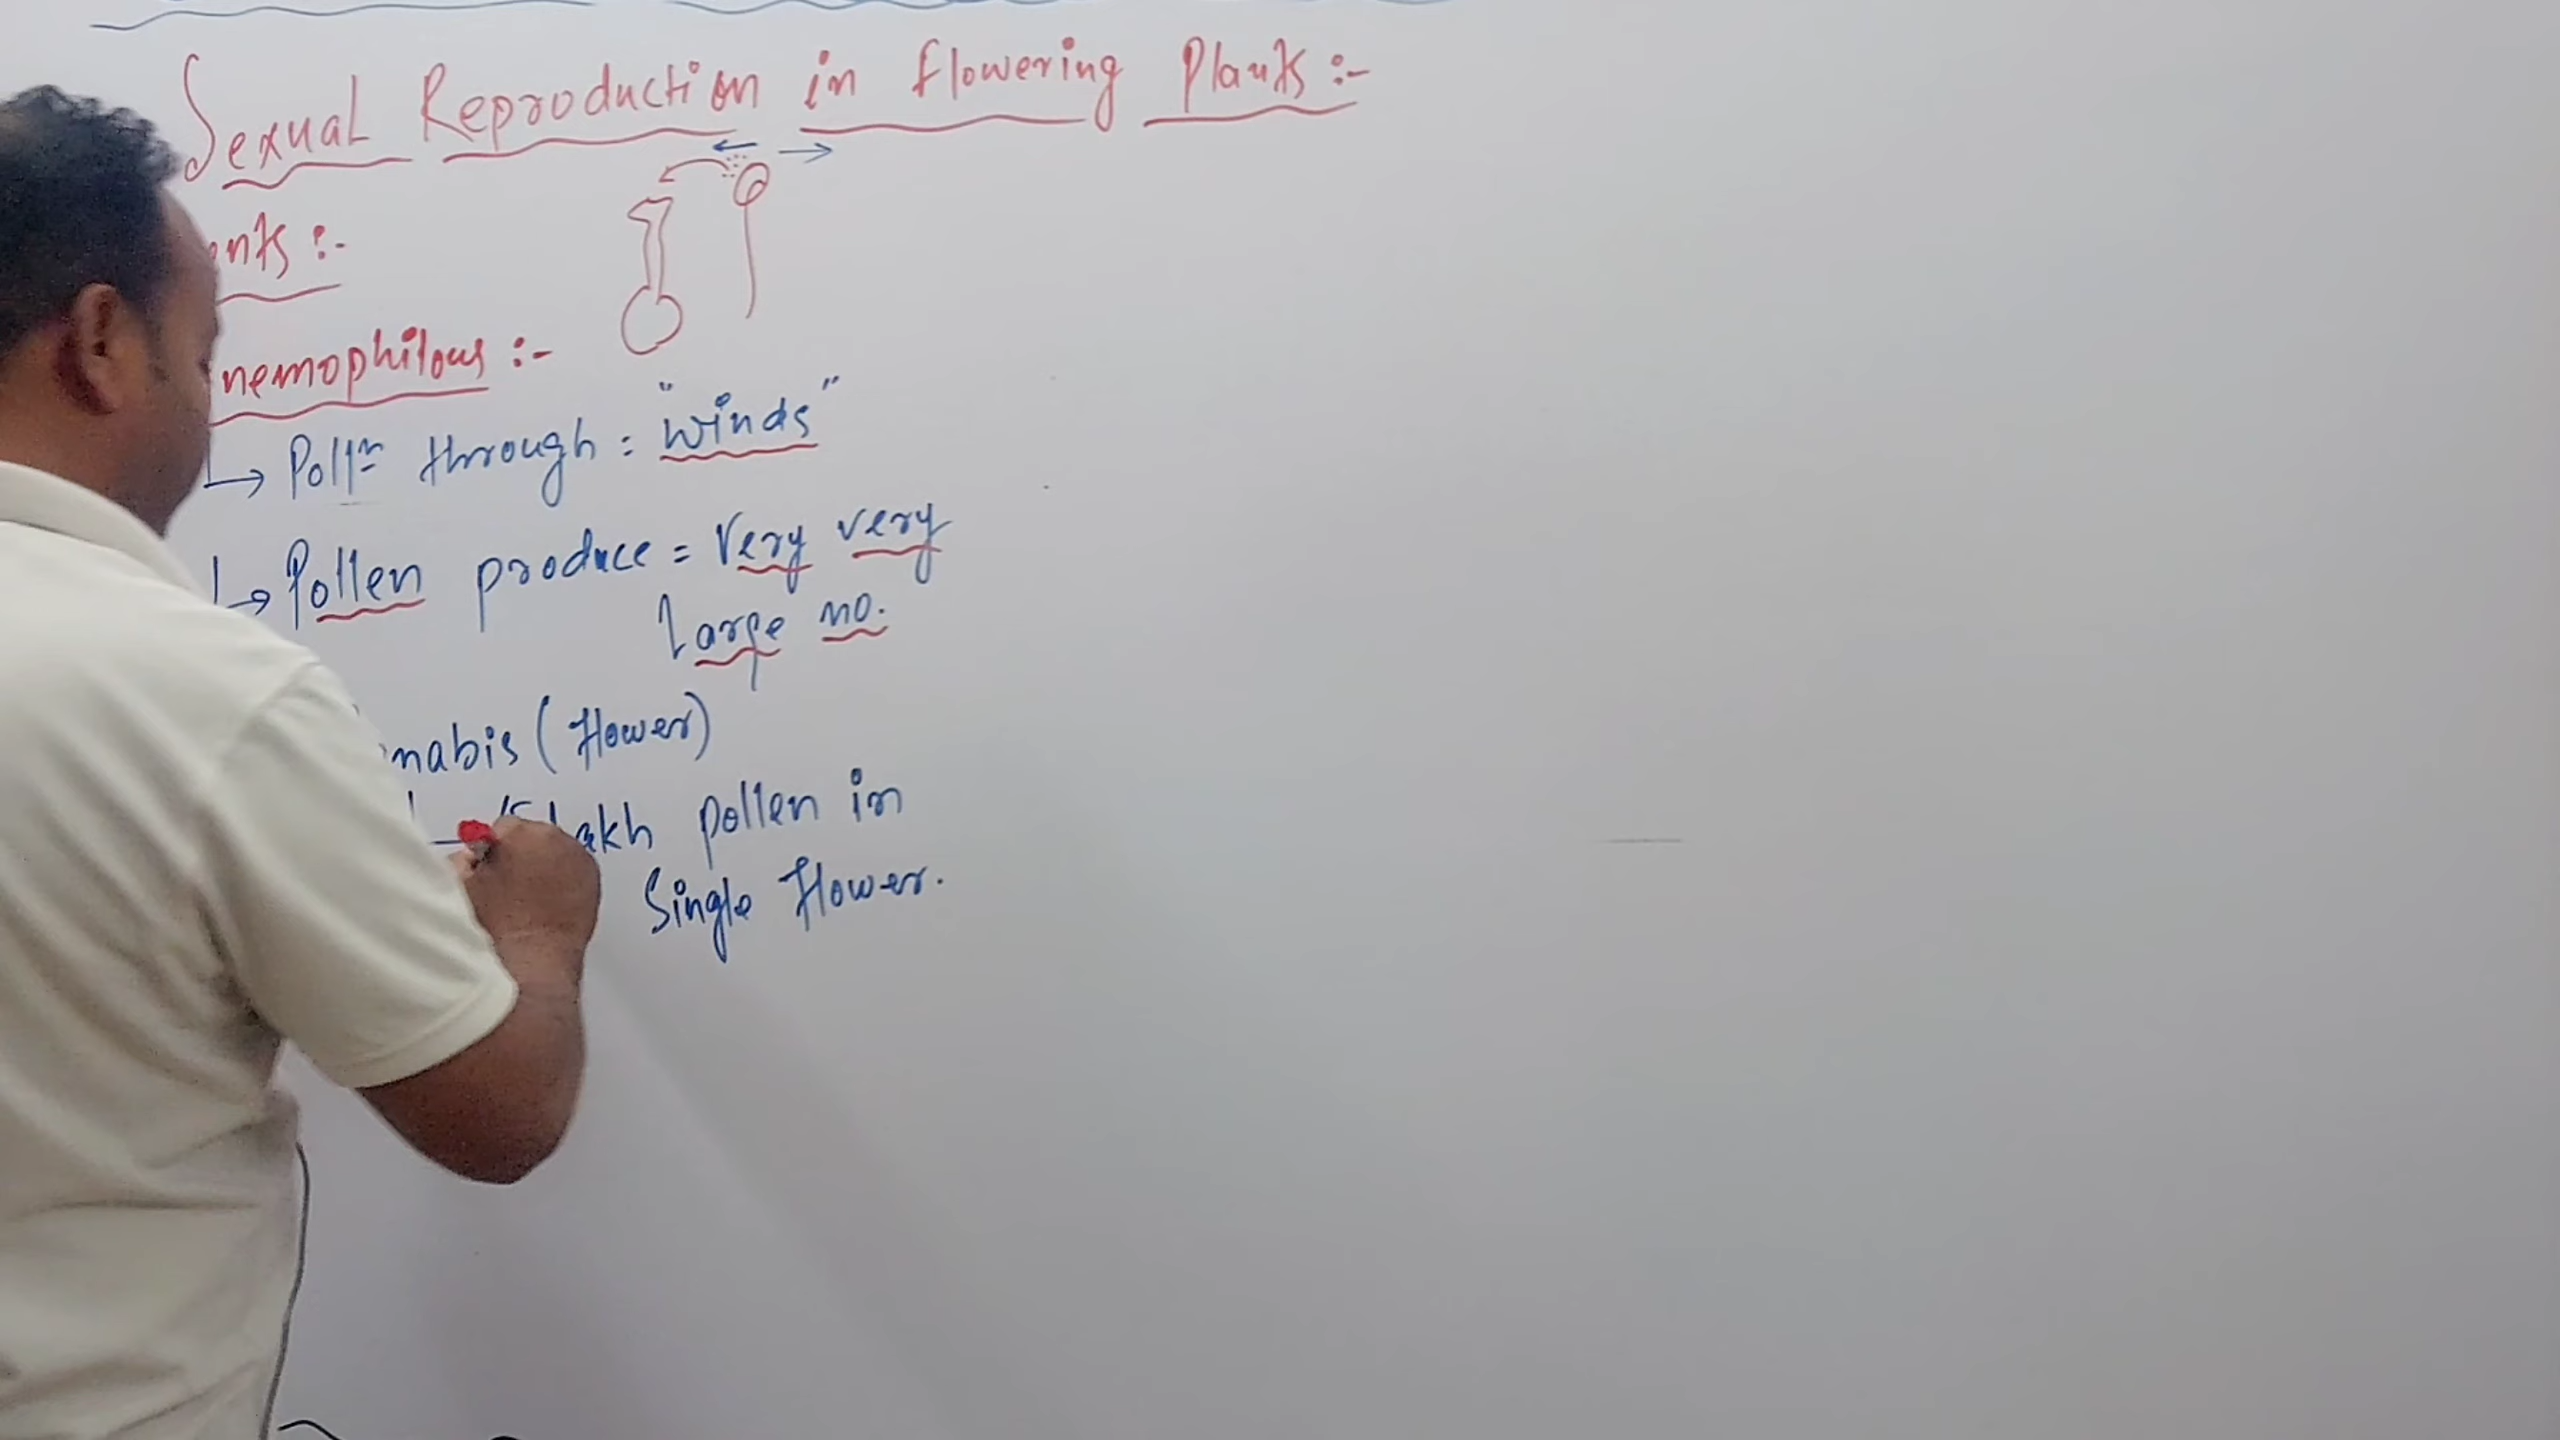 Sexual Reproduction in flowering Plants :-
nts :-
nemophilous :-
→ Pollⁿ through : "Winds"
→ Pollen produce = Very very
Large no.
nabis (flower)
lakh pollen in
Single flower.